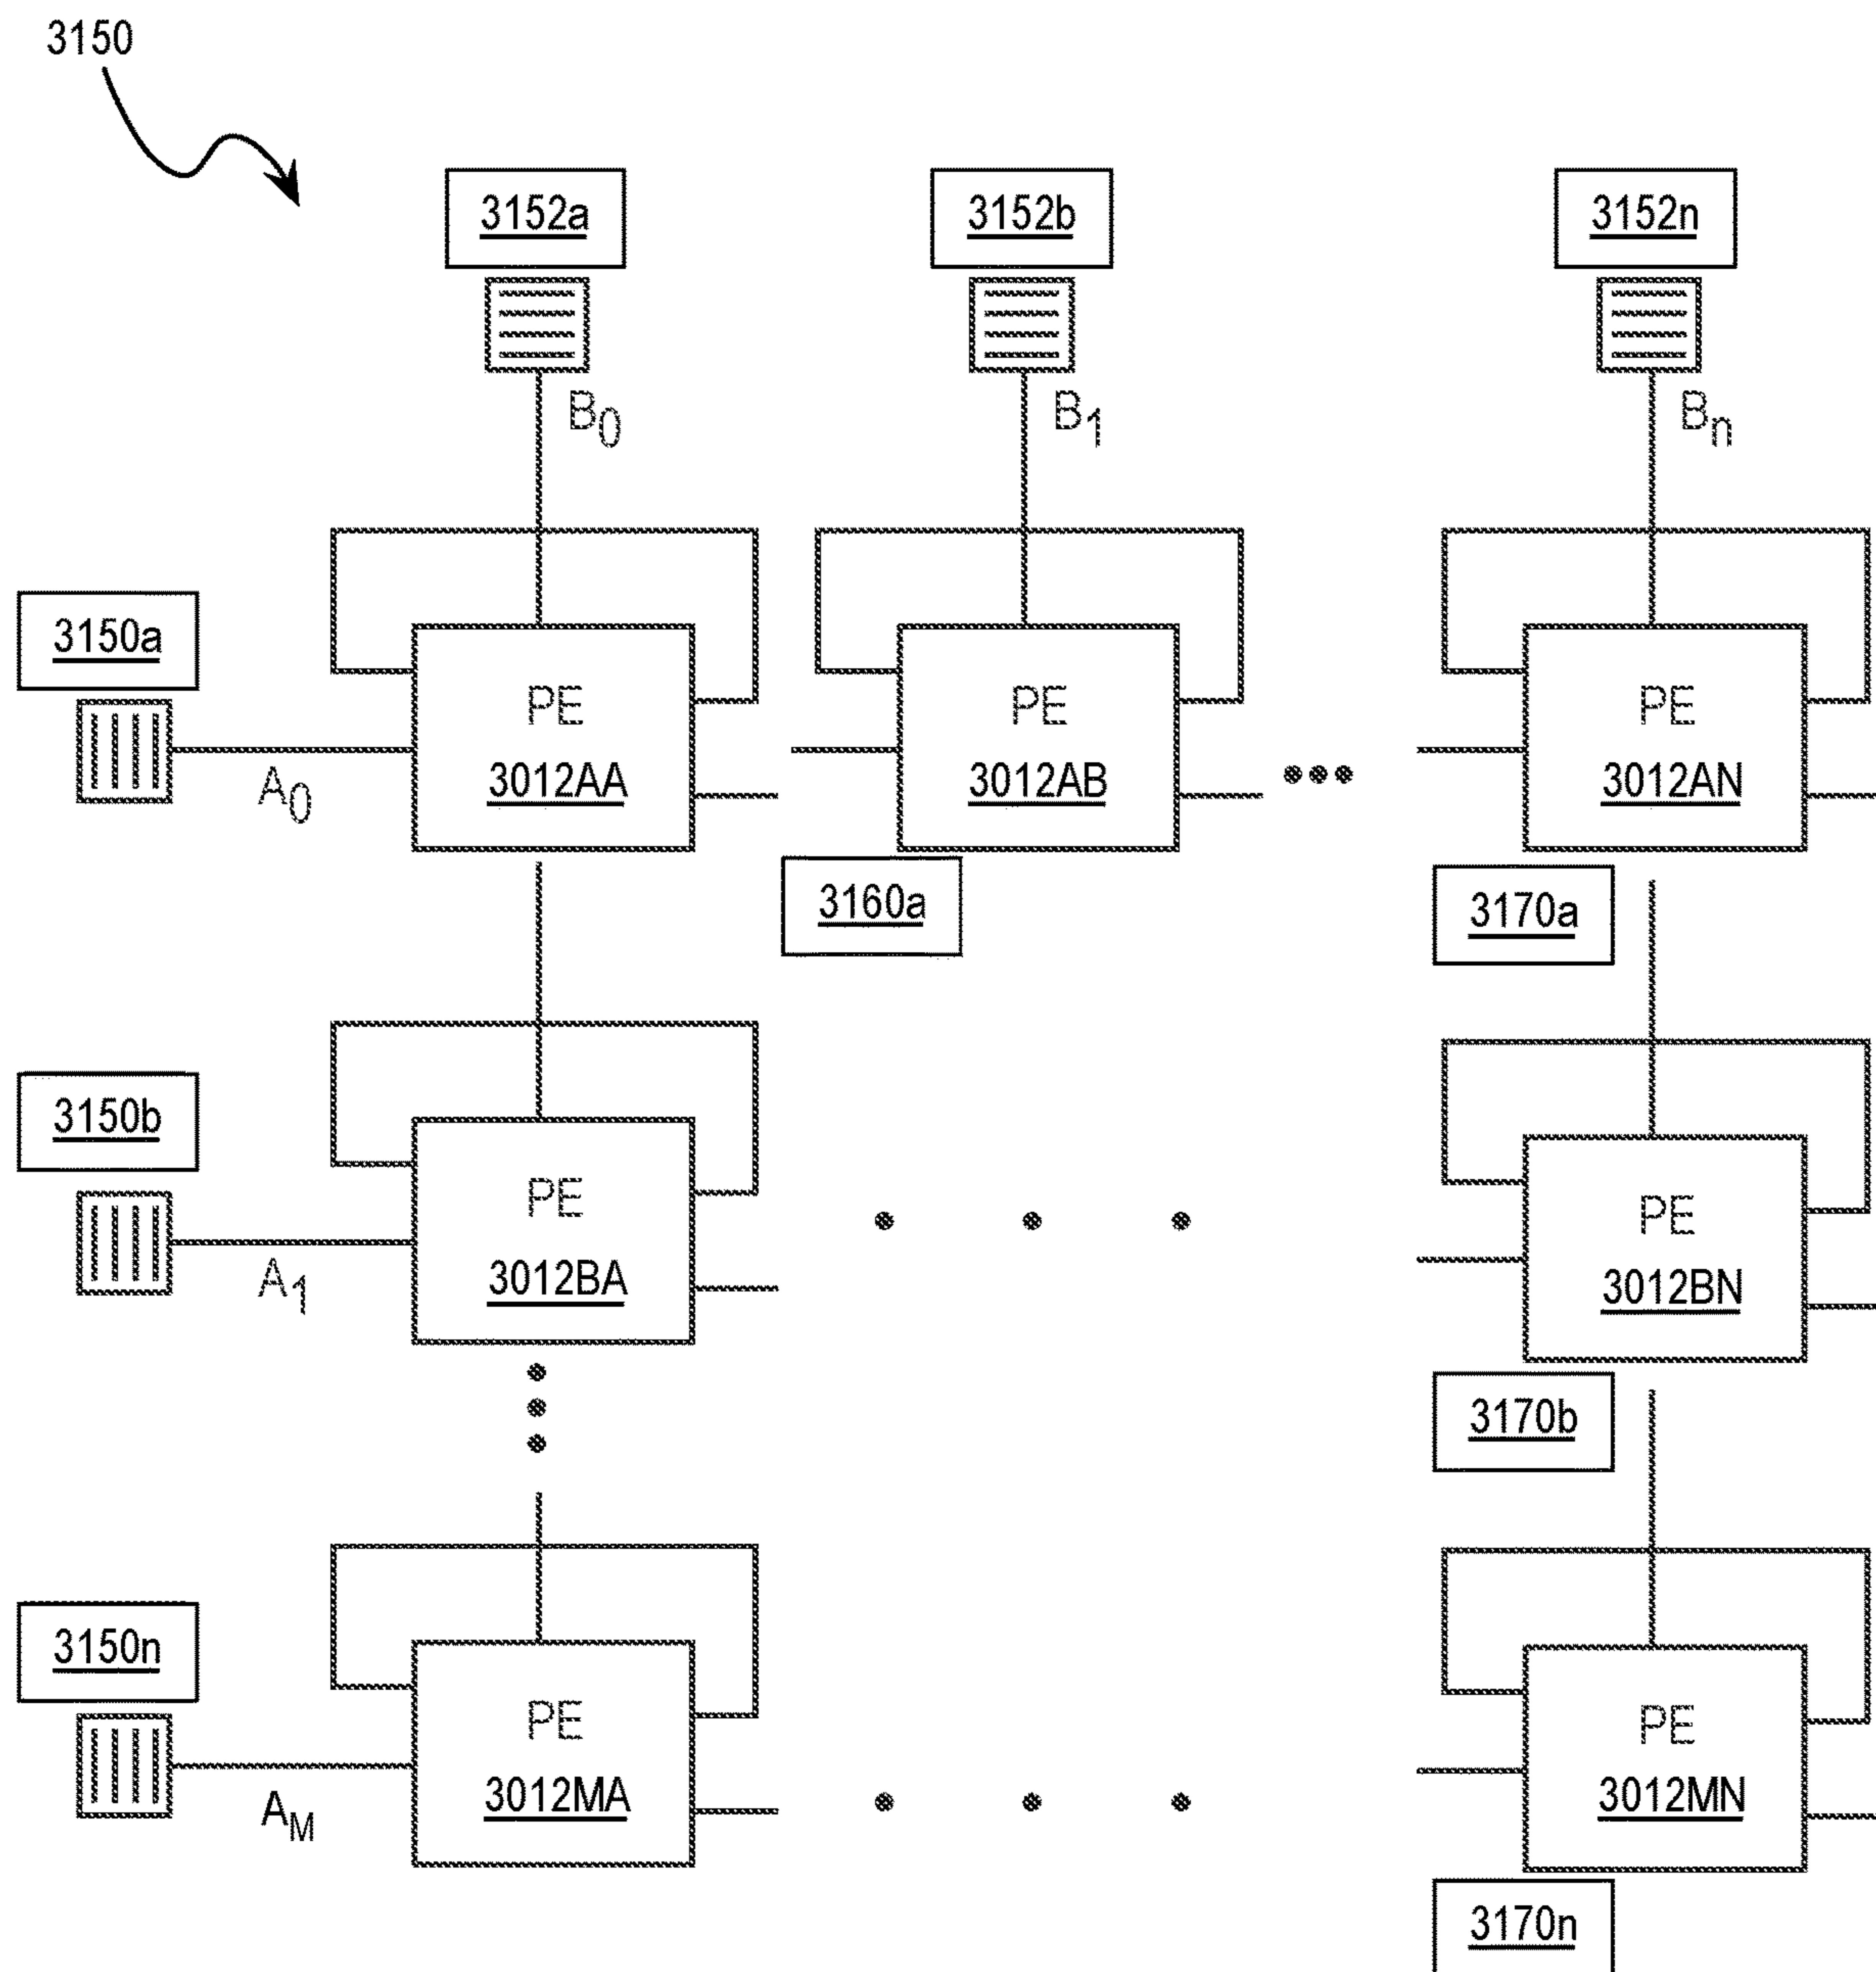 3150
3152a 3152b 3152n
B0 B1 Bn
3150a
PE PE PE
3012AA 3012AB 3012AN
A0
3160a 3170a
3150b
PE PE
3012BA 3012BN
A1
3170b
3150n
PE PE
3012MA 3012MN
AM
3170n